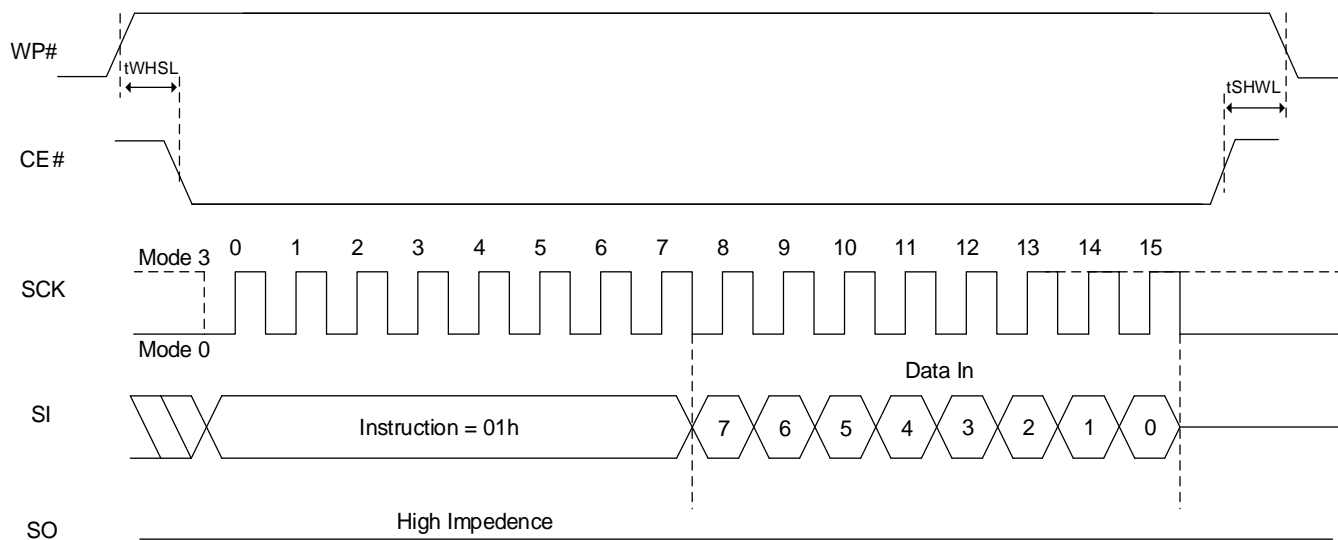 WP#
tWHSL
tSHWL
CE#
0 1 2 3 4 5 6 7 8 9 10 11 12 13 14 15
Mode 3
SCK
Mode 0
Data In
SI
Instruction = 01h
7 6 5 4 3 2 1 0
High Impedence
SO